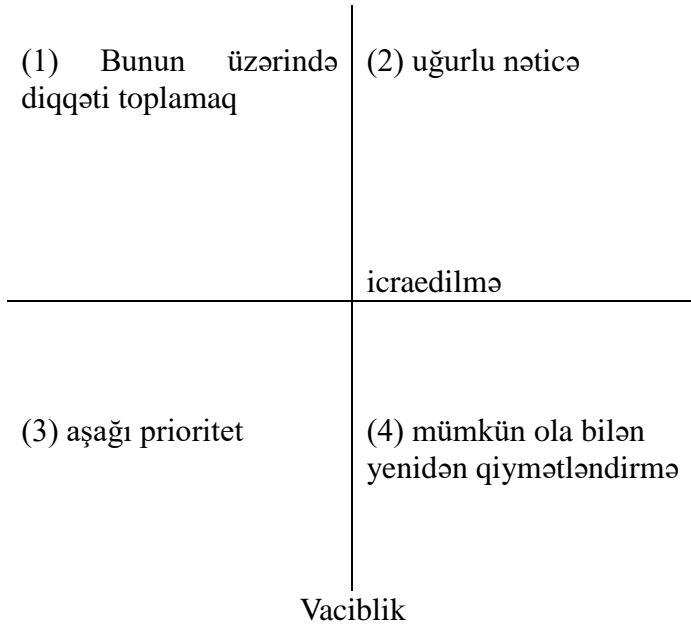 (1) Bunun üzərində
diqqəti toplamaq
(2) uğurlu nəticə
icraedilmə
(3) aşağı prioritet
(4) mümkün ola bilən
yenidən qiymətləndirmə
Vaciblik